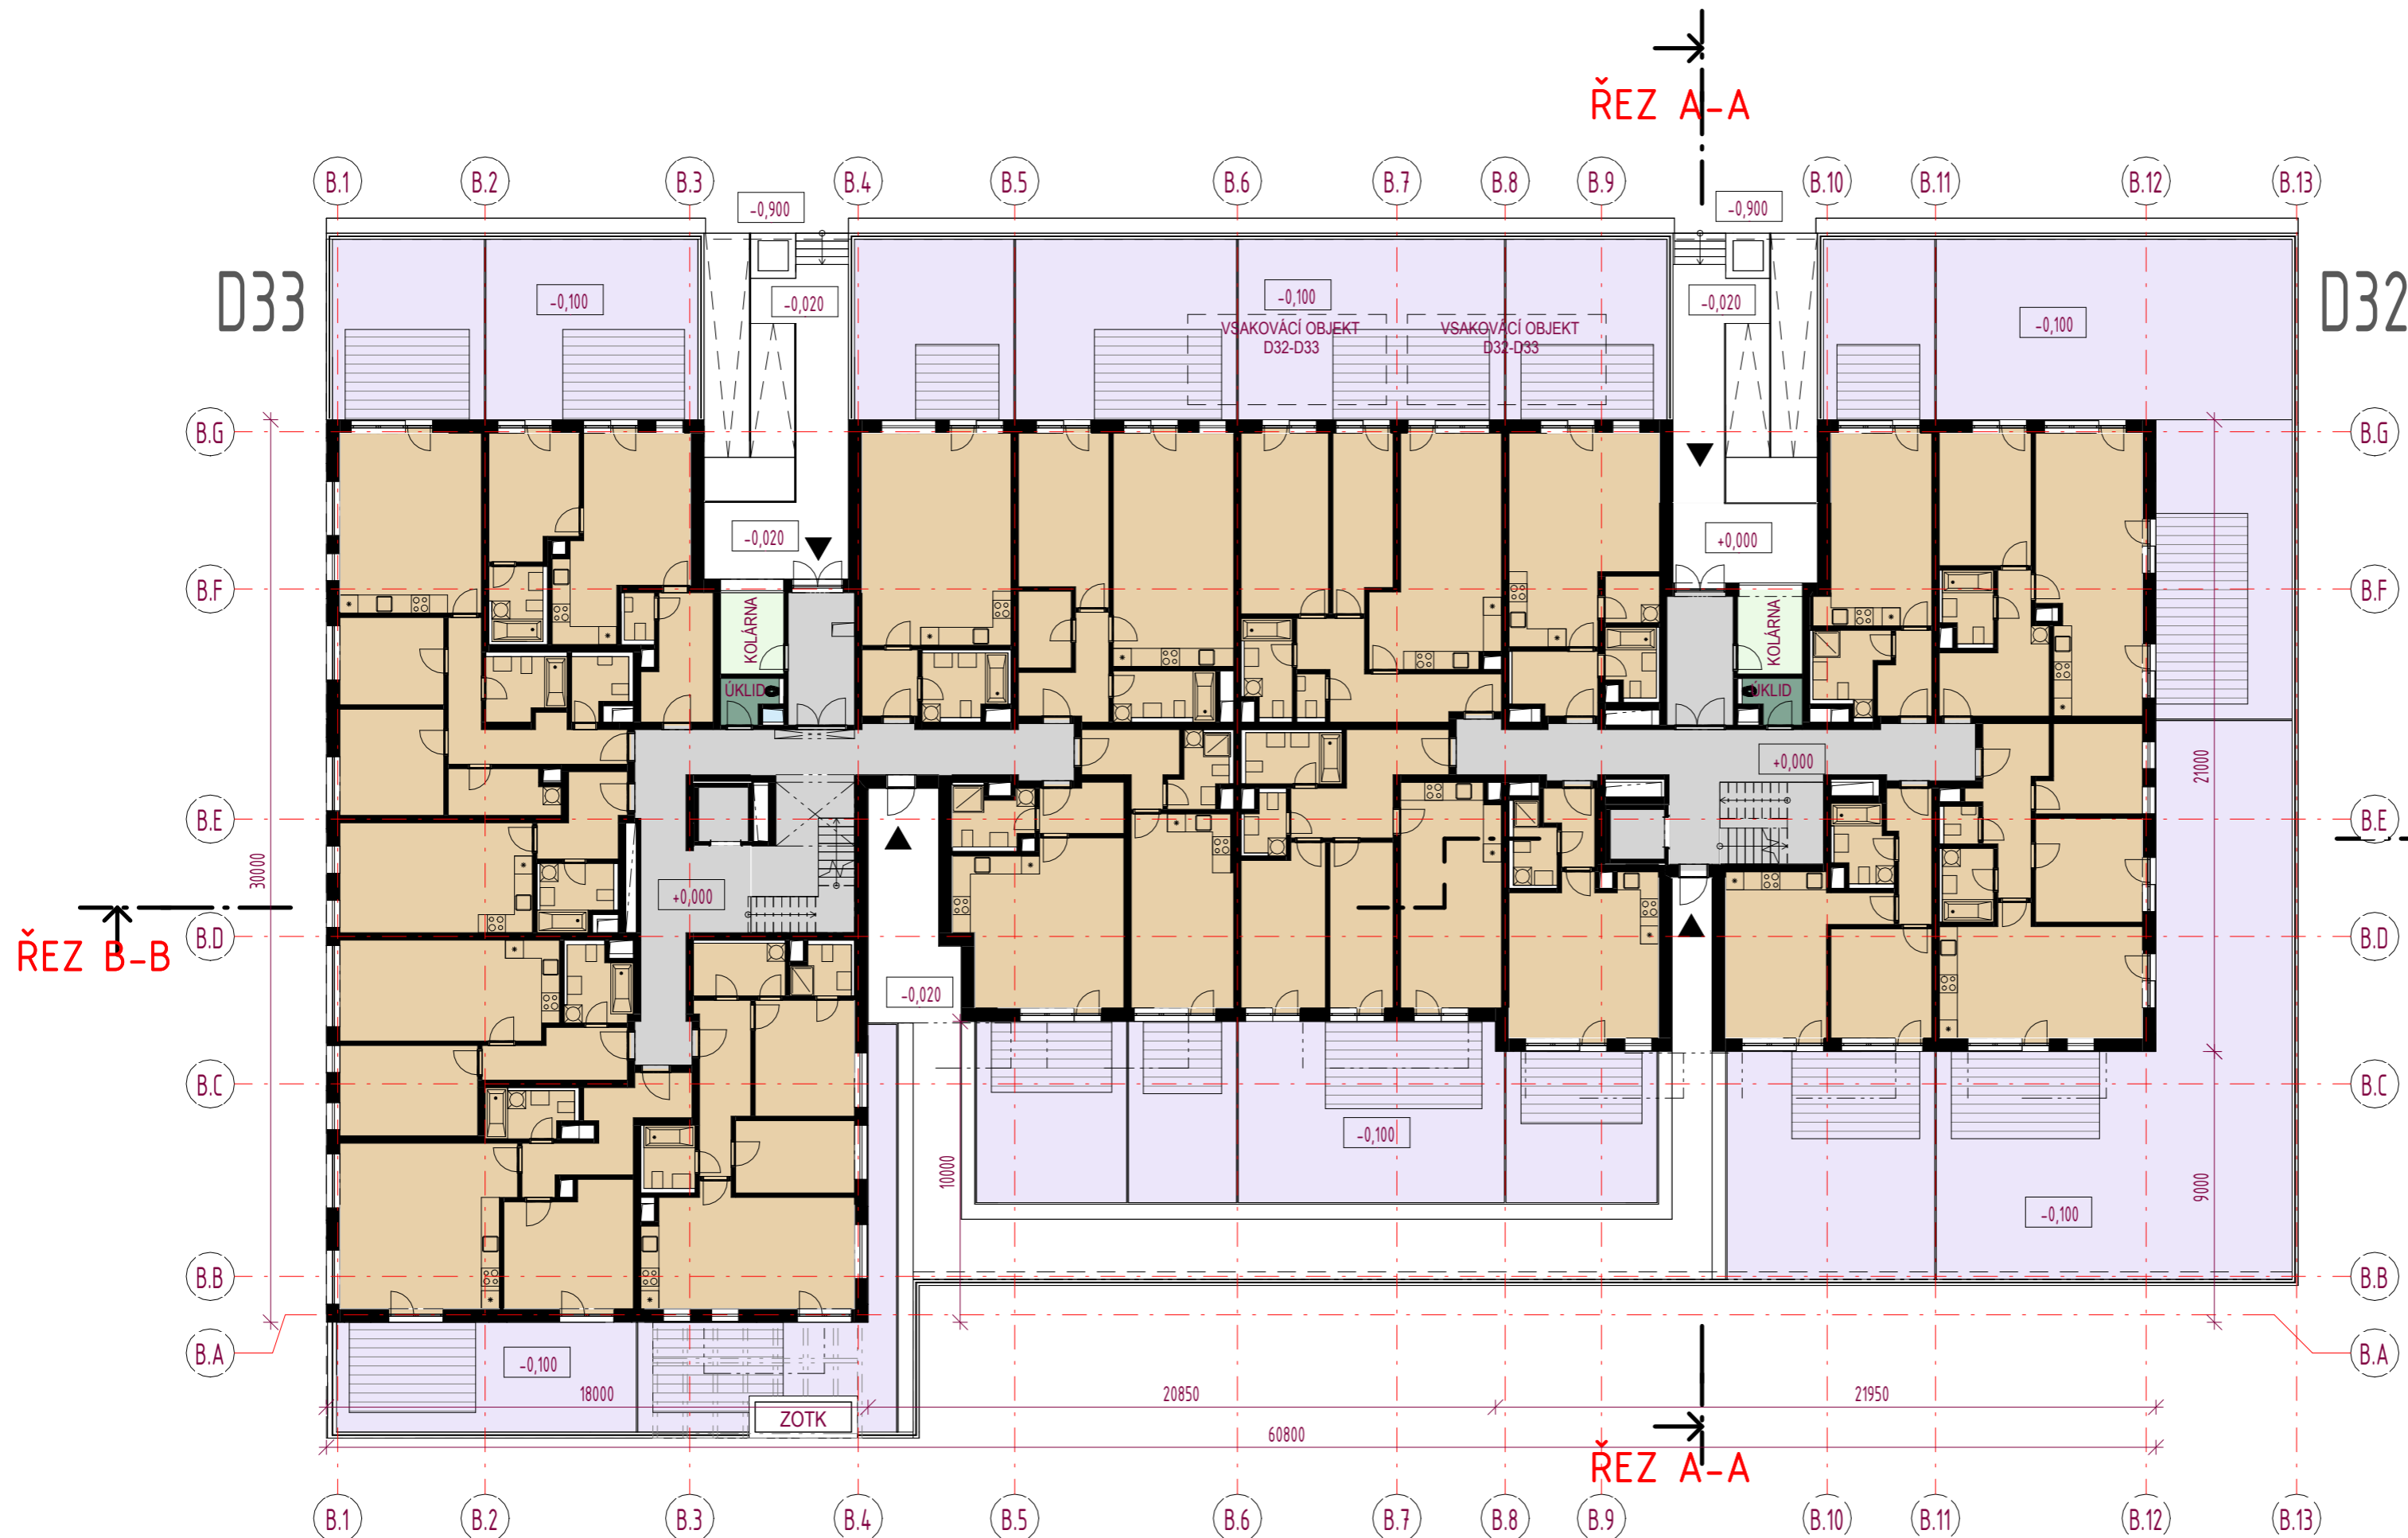 ŘEZ A-A
B.1
B.2
B.3
B.4
B.5
B.6
B.7
B.8
B.9
B.10
B.11
B.12
B.13
-0,900
-0,900
D33
-0,100
-0,020
-0,100
-0,020
-0,100
D32
VSAKOVÁCÍ OBJEKT
D32-D33
VSAKOVÁCÍ OBJEKT
D32-D33
B.G
B.G
-0,020
+0,000
B.F
KOLÁRNA
KOLÁRNA
B.F
ÚKLID
ÚKLID
+0,000
21000
B.E
B.E
30000
+0,000
ŘEZ B-B
B.D
B.D
-0,020
B.C
B.C
-0,100
10000
9000
-0,100
B.B
B.B
B.A
-0,100
B.A
18000
20850
21950
ZOTK
60800
ŘEZ A-A
B.1
B.2
B.3
B.4
B.5
B.6
B.7
B.8
B.9
B.10
B.11
B.12
B.13